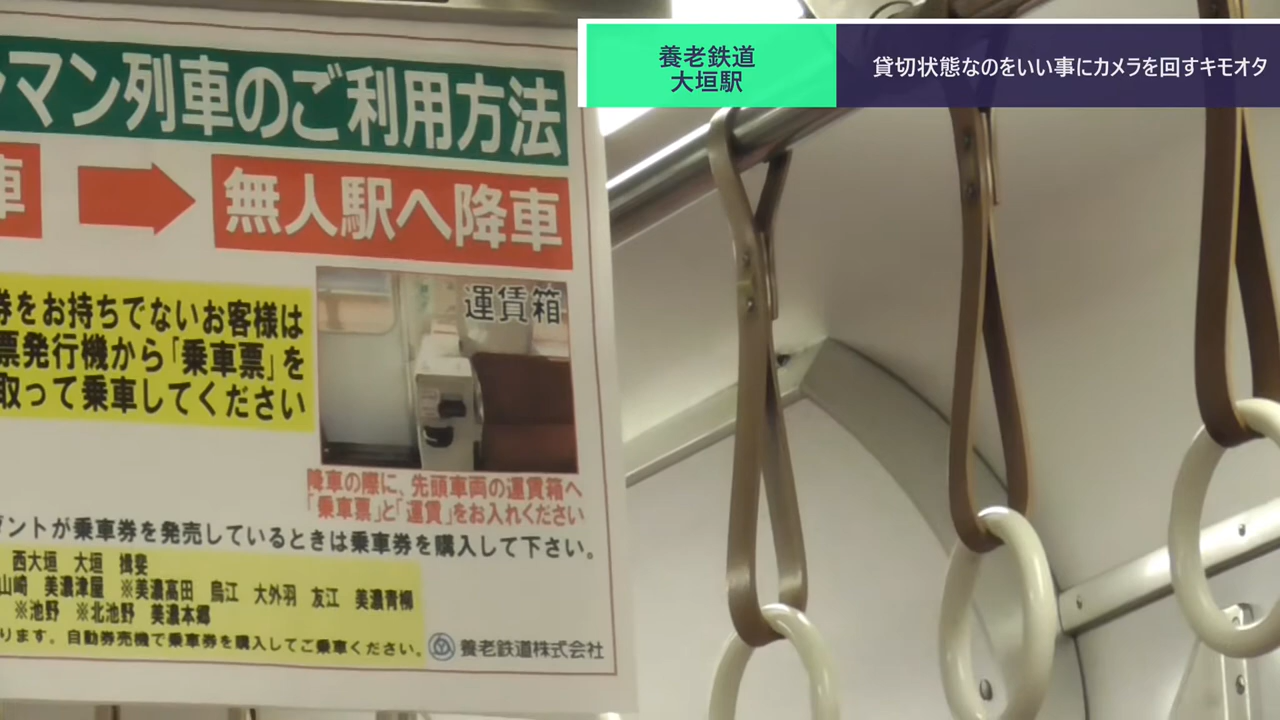 養老鉄道
大垣駅
貸切状態なのをいい事にカメラを回すキモオタ
マン列車のご利用方法
車
無人駅へ降車
券をお持ちでないお客様は
票発行機から「乗車票」を
取って乗車してください
運賃箱
降車の際に、先頭車両の運賃箱へ
「乗車票」と「運賃」をお入れください
ントが乗車券を発売しているときは乗車券を購入して下さい。
西大垣 大垣 揖斐
山崎 美濃津屋 ※美濃高田 烏江 大外羽 友江 美濃青柳
※池野 ※北池野 美濃本郷
ります。自動券売機で乗車券を購入してご乗車ください。
養老鉄道株式会社